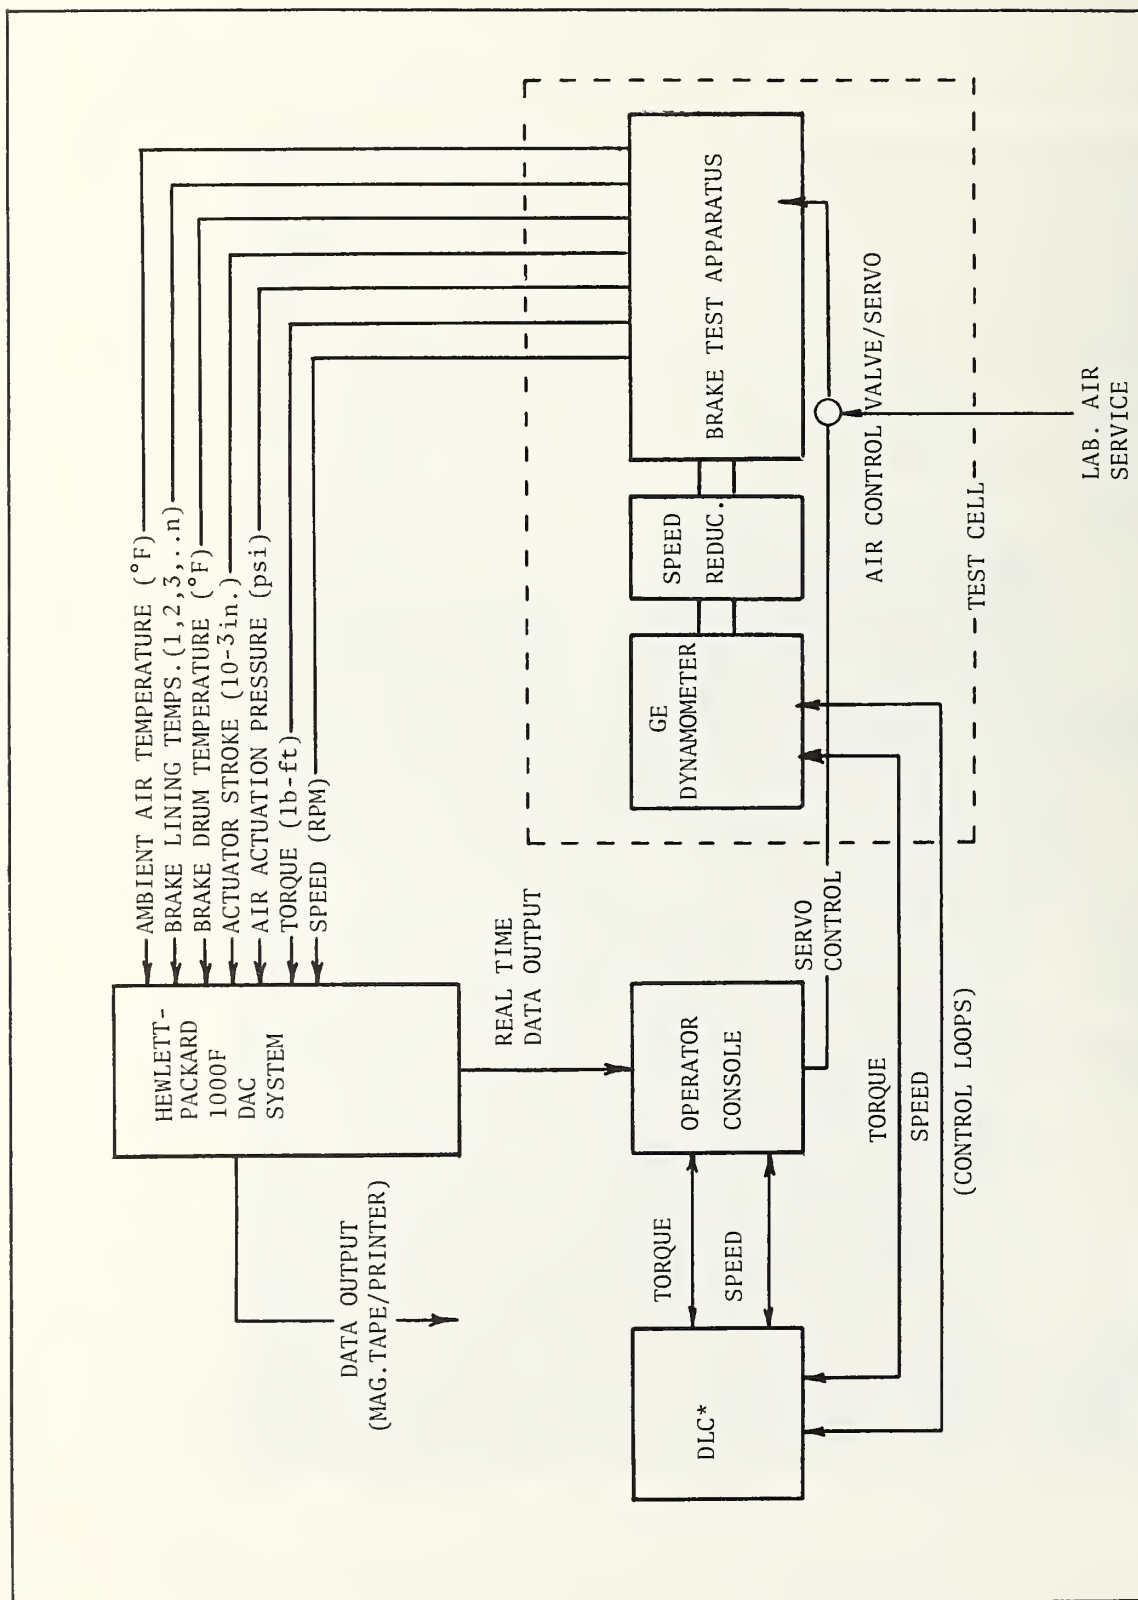 HEWLETT-
PACKARD
1000F
DAC
SYSTEM
AMBIENT AIR TEMPERATURE (°F)
BRAKE LINING TEMPS.(1,2,3,..n)
BRAKE DRUM TEMPERATURE (°F)
ACTUATOR STROKE (10-3in.)
AIR ACTUATION PRESSURE (psi)
TORQUE (lb-ft)
SPEED (RPM)
DATA OUTPUT
(MAG.TAPE/PRINTER)
REAL TIME
DATA OUTPUT
DLC*
TORQUE
SPEED
OPERATOR
CONSOLE
SERVO
CONTROL
GE
DYNAMOMETER
SPEED
REDUC.
BRAKE TEST APPARATUS
AIR CONTROL VALVE/SERVO
TORQUE
SPEED
(CONTROL LOOPS)
TEST CELL
LAB. AIR
SERVICE